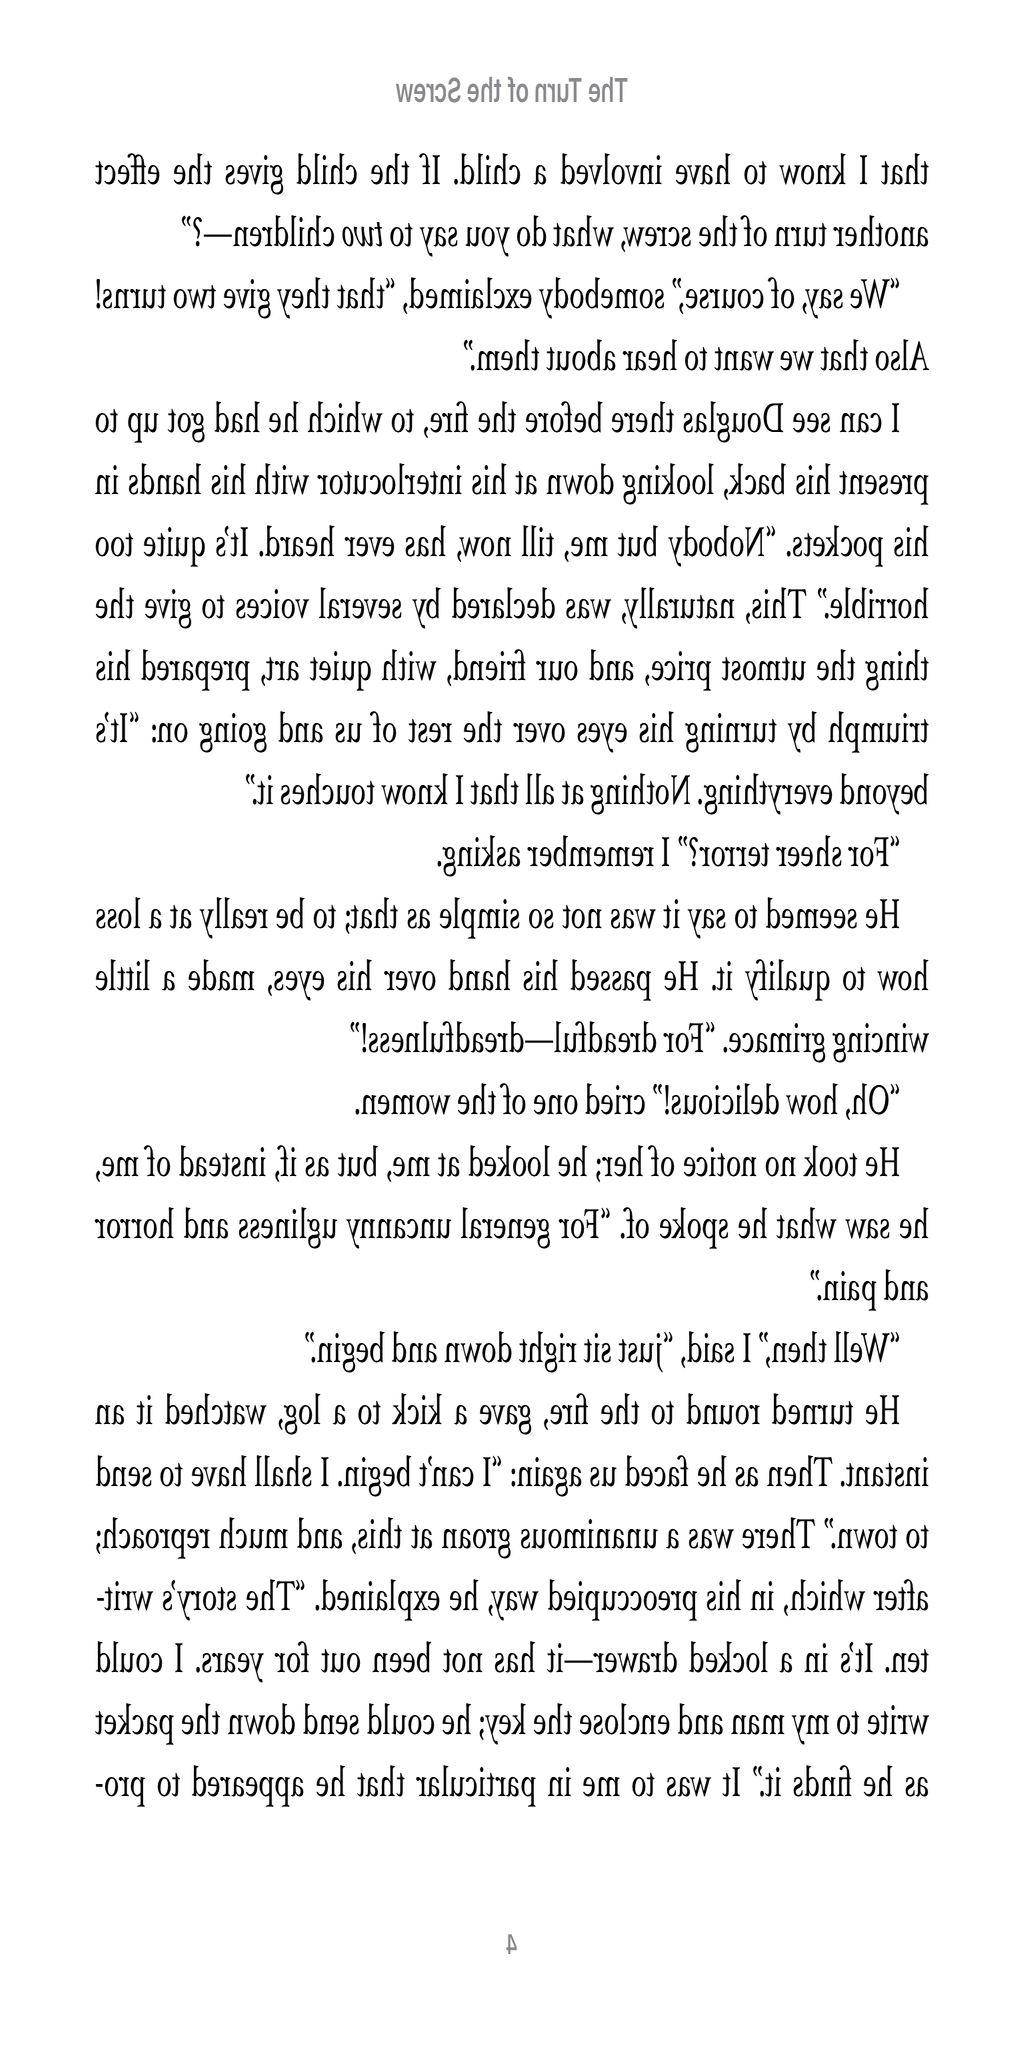 The Turn of the Screw
that I know to have involved a child. If the child gives the effect
another turn of the screw, what do you say to two children—?”
“We say, of course,” somebody exclaimed, “that they give two turns!
Also that we want to hear about them.”
I can see Douglas there before the fire, to which he had got up to
present his back, looking down at his interlocutor with his hands in
his pockets. “Nobody but me, till now, has ever heard. It’s quite too
horrible.” This, naturally, was declared by several voices to give the
thing the utmost price, and our friend, with quiet art, prepared his
triumph by turning his eyes over the rest of us and going on: “It’s
beyond everything. Nothing at all that I know touches it.”
“For sheer terror?” I remember asking.
He seemed to say it was not so simple as that; to be really at a loss
how to qualify it. He passed his hand over his eyes, made a little
wincing grimace. “For dreadful—dreadfulness!”
“Oh, how delicious!” cried one of the women.
He took no notice of her; he looked at me, but as if, instead of me,
he saw what he spoke of. “For general uncanny ugliness and horror
and pain.”
“Well then,” I said, “just sit right down and begin.”
He turned round to the fire, gave a kick to a log, watched it an
instant. Then as he faced us again: “I can’t begin. I shall have to send
to town.” There was a unanimous groan at this, and much reproach;
after which, in his preoccupied way, he explained. “The story’s writ-
ten. It’s in a locked drawer—it has not been out for years. I could
write to my man and enclose the key; he could send down the packet
as he finds it.” It was to me in particular that he appeared to pro-
4